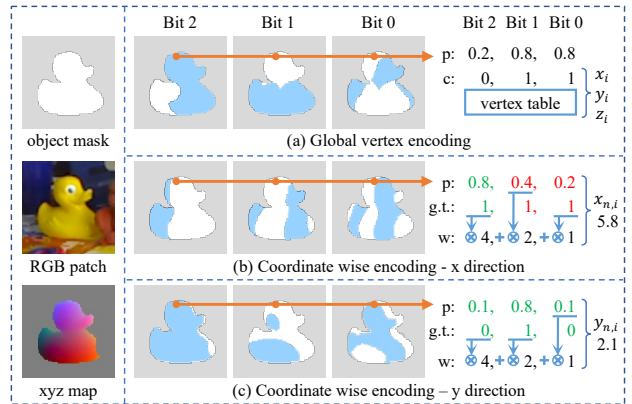 Bit 2 Bit 1 Bit 0 Bit 2 Bit 1 Bit 0
p: 0.2, 0.8, 0.8
c: 0, 1, 1
vertex table
x_i
y_i
z_i
object mask
(a) Global vertex encoding
p: 0.8, 0.4, 0.2
g.t.: 1, 1, 1
w: ⊗ 4, + ⊗ 2, + ⊗ 1
x_{n,i}
5.8
RGB patch
(b) Coordinate wise encoding - x direction
p: 0.1, 0.8, 0.1
g.t.: 0, 1, 0
w: ⊗ 4, + ⊗ 2, + ⊗ 1
y_{n,i}
2.1
xyz map
(c) Coordinate wise encoding – y direction